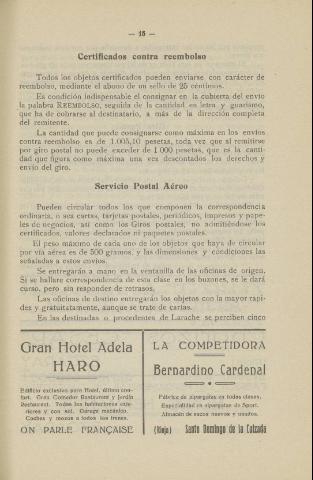 — 15 —
Certificados contra reembolso
Todos los objetos certificados pueden enviarse con carácter de
reembolso, mediante el abono de un sello de 25 céntimos.
Es condición indispensable el consignar en la cubierta del envío
la palabra REEMBOLSO, seguida de la cantidad en letra y guarismo,
que ha de cobrarse al destinatario, a más de la dirección completa
del remitente.
La cantidad que puede consignarse como máxima en los envíos
contra reembolso es de 1.005,10 pesetas, toda vez que al remitirse
por giro postal no puede exceder de 1.000 pesetas, que es la canti-
dad que figura como máxima una vez descontados los derechos y
envío del giro.
Servicio Postal Aéreo
Pueden circular todos los que componen la correspondencia
ordinaria, o sea cartas, tarjetas postales, periódicos, impresos y pape-
les de negocios, así como los Giros postales, no admitiéndose los
certificados, valores declarados ni paquetes postales.
El peso máximo de cada uno de los objetos que haya de circular
por vía aérea es de 500 gramos, y las dimensiones y condiciones las
señaladas a estos envíos.
Se entregarán a mano en la ventanilla de las oficinas de origen.
Si se hallare correspondencia de esta clase en los buzones, se le dará
curso, pero sin responder de retrasos.
Las oficinas de destino entregarán los objetos con la mayor rapi-
dez y gratuitamente, aunque se trate de cartas.
En las destinadas o procedentes de Larache se perciben cinco
Gran Hotel Adela
HARO
Edificio exclusivo para Hotel, último con-
fort. Gran Comedor Restaurant y Jardín
Restaurant. Todas las habitaciones exte-
riores y con sol. Garage mecánico.
Coches y mozos a todos los trenes.
ON PARLE FRANÇAISE
LA COMPETIDORA
Bernardino Cardenal
Fábrica de alpargatas en todas clases.
Especialidad en alpargatas de Sport.
Almacén de sacos nuevos y usados.
(Rioja) Santo Domingo de la Calzada